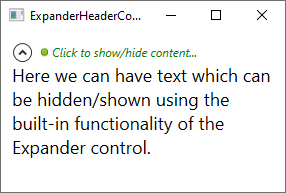 ExpanderHeaderCo...
Click to show/hide content...
Here we can have text which can
be hidden/shown using the
built-in functionality of the
Expander control.